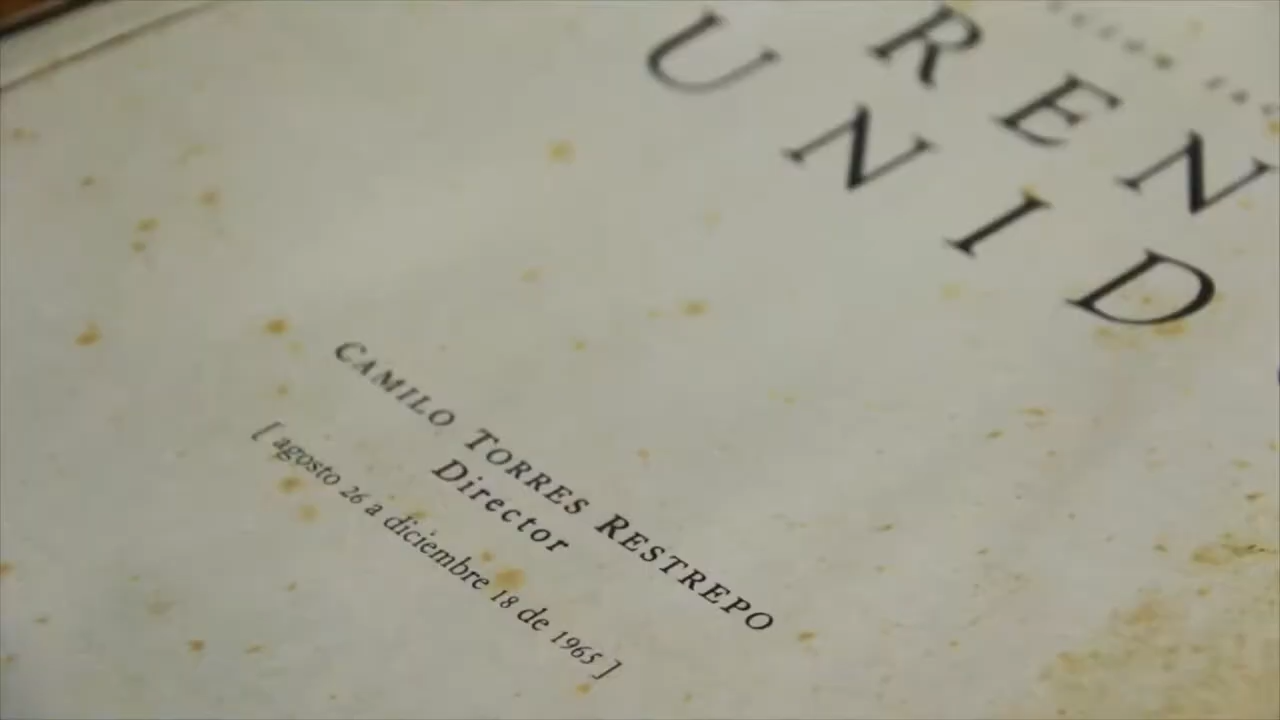 REN
UNID
CAMILO TORRES RESTREPO
Director
[ agosto 26 a diciembre 18 de 1965 ]